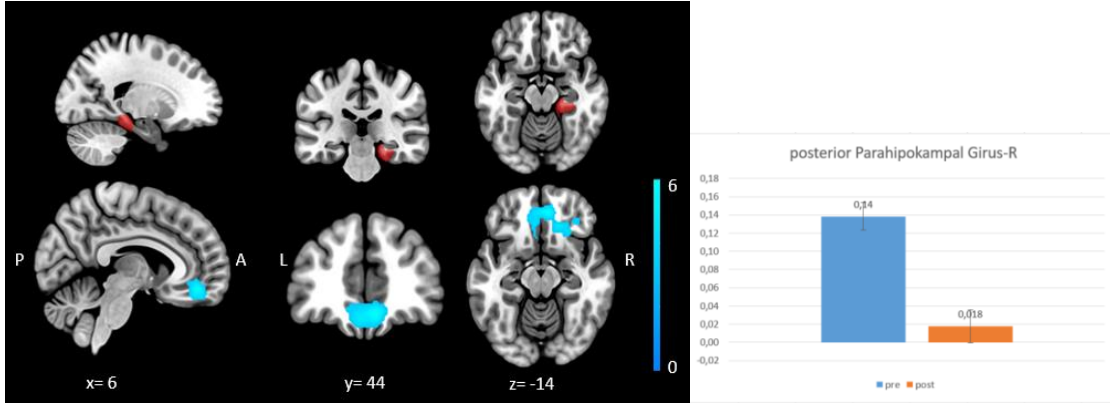 P
A
L
R
6
0
x= 6
y= 44
z= -14
posterior Parahipokampal Girus-R
0,18
0,16
0,14
0,12
0,10
0,08
0,06
0,04
0,02
0,00
-0,02
0,14
0,018
pre
post